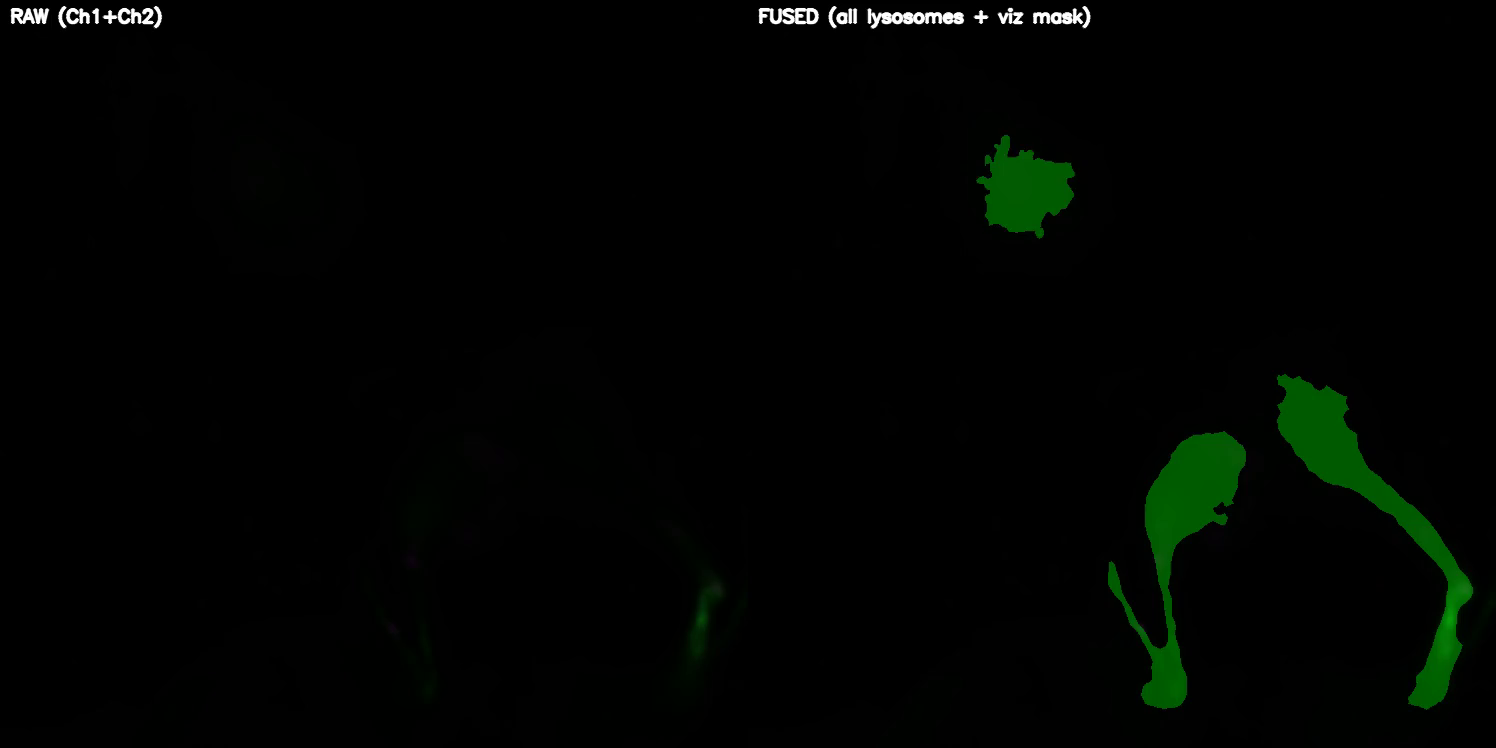 RAW (Ch1+Ch2)
FUSED (all lysosomes + viz mask)